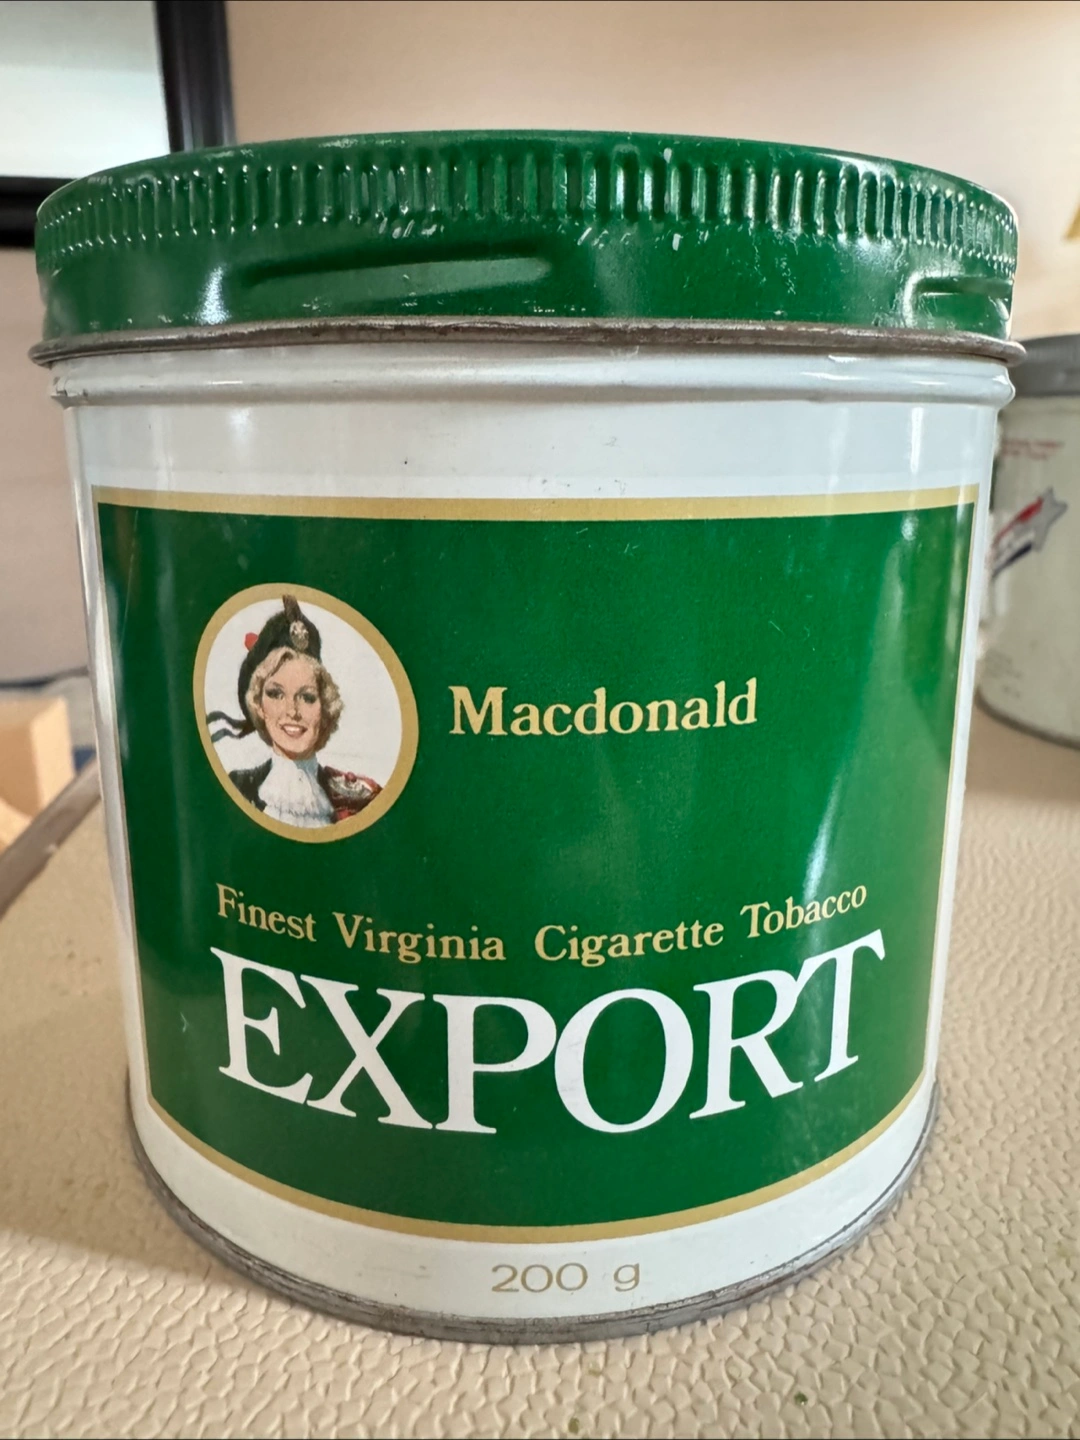 Macdonald
Finest Virginia Cigarette Tobacco
EXPORT
200 g